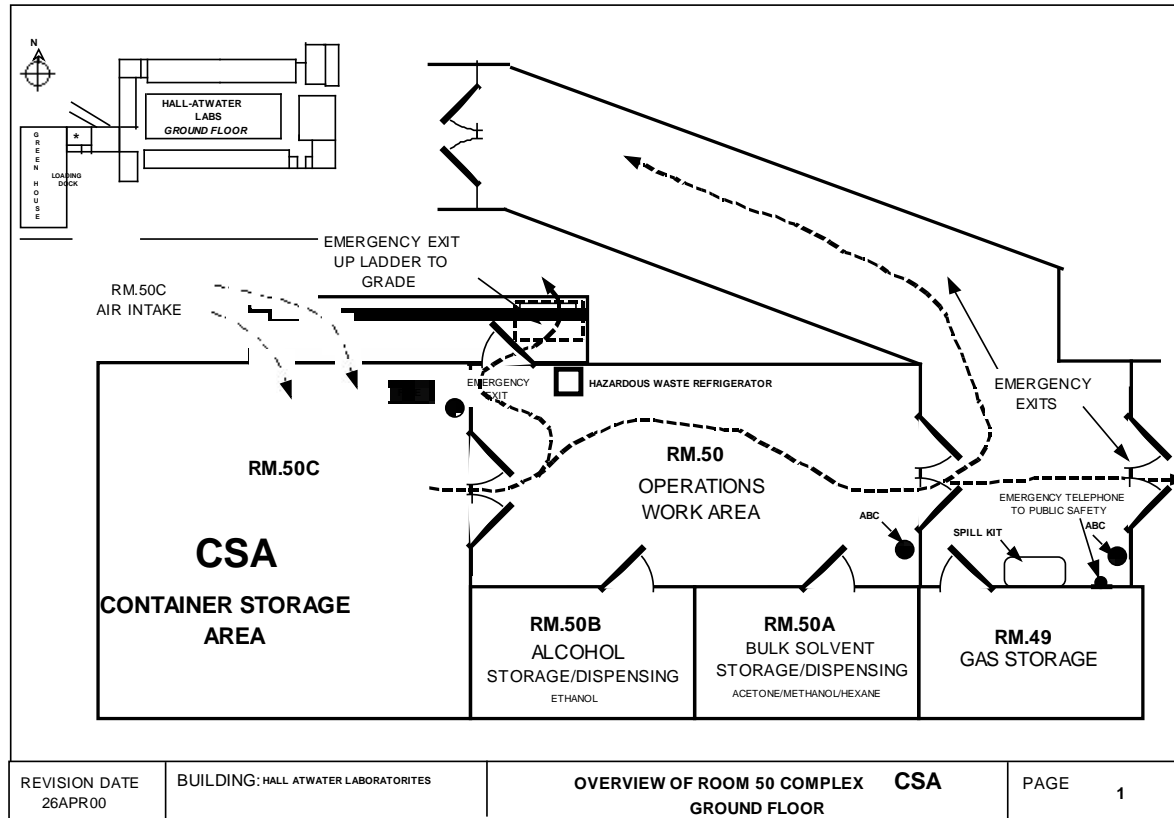 N
HALL-ATWATER
LABS
GROUND FLOOR
*
GREEN HOUSE
LOADING
DOCK
EMERGENCY EXIT
UP LADDER TO
GRADE
RM.50C
AIR INTAKE
EMERGENCY
EXIT
HAZARDOUS WASTE REFRIGERATOR
EMERGENCY
EXITS
RM.50C
RM.50
OPERATIONS
WORK AREA
EMERGENCY TELEPHONE
TO PUBLIC SAFETY
ABC
SPILL KIT
ABC
CSA
CONTAINER STORAGE
AREA
RM.50B
ALCOHOL
STORAGE/DISPENSING
ETHANOL
RM.50A
BULK SOLVENT
STORAGE/DISPENSING
ACETONE/METHANOL/HEXANE
RM.49
GAS STORAGE
REVISION DATE
26APR00
BUILDING: HALL ATWATER LABORATORITES
OVERVIEW OF ROOM 50 COMPLEX CSA
GROUND FLOOR
PAGE 1